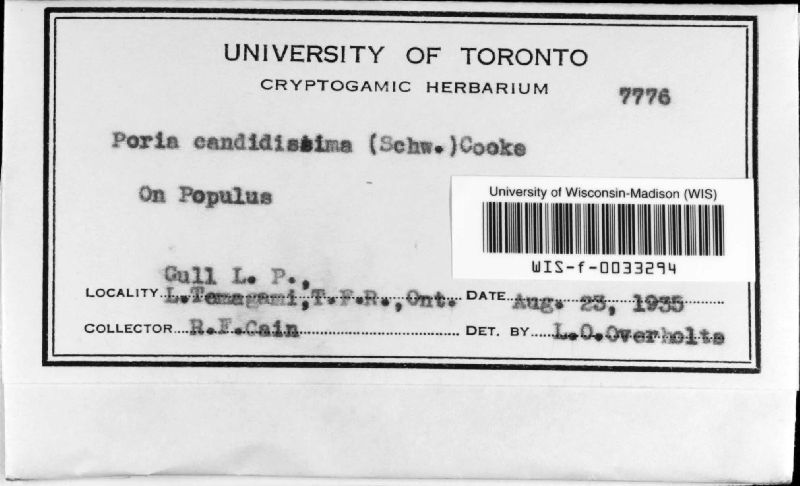 UNIVERSITY OF TORONTO
CRYPTOGAMIC HERBARIUM
7776
Poria candidissima (Schw.)Cooke
On Populus
University of Wisconsin-Madison (WIS)
WIS-f-0033294
Gull L. P.,
LOCALITY L.Temagami,T.F.R.,Ont. DATE Aug. 23, 1935
COLLECTOR R.F.Cain DET. BY L.O.Overholts